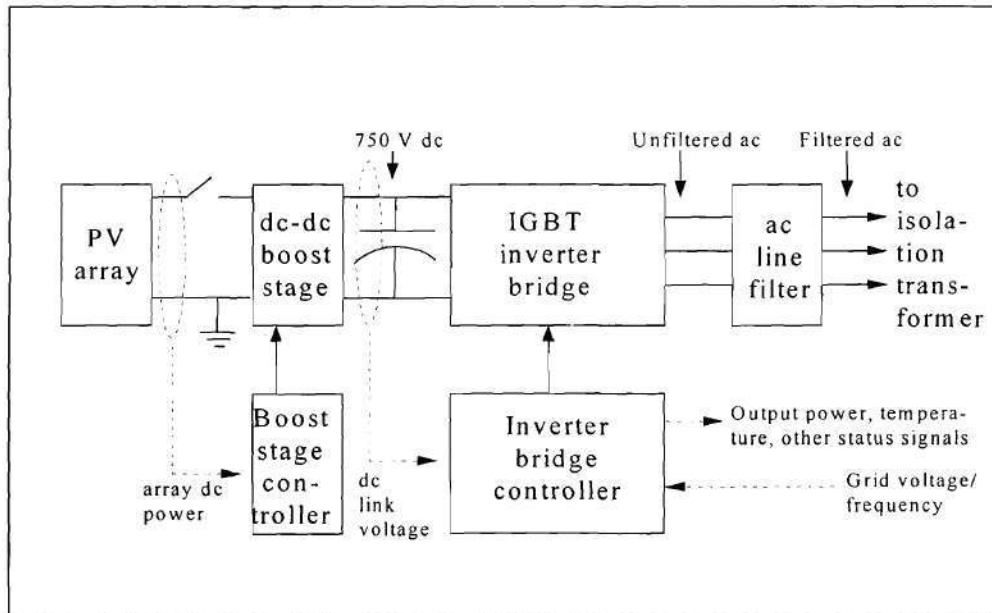 750 V dc
Unfiltered ac
Filtered ac
PV
array
dc-dc
boost
stage
IGBT
inverter
bridge
ac
line
filter
to
isola-
tion
trans-
former
Boost
stage
con-
troller
array dc
power
dc
link
voltage
Inverter
bridge
controller
Output power, tempera-
ture, other status signals
Grid voltage/
frequency